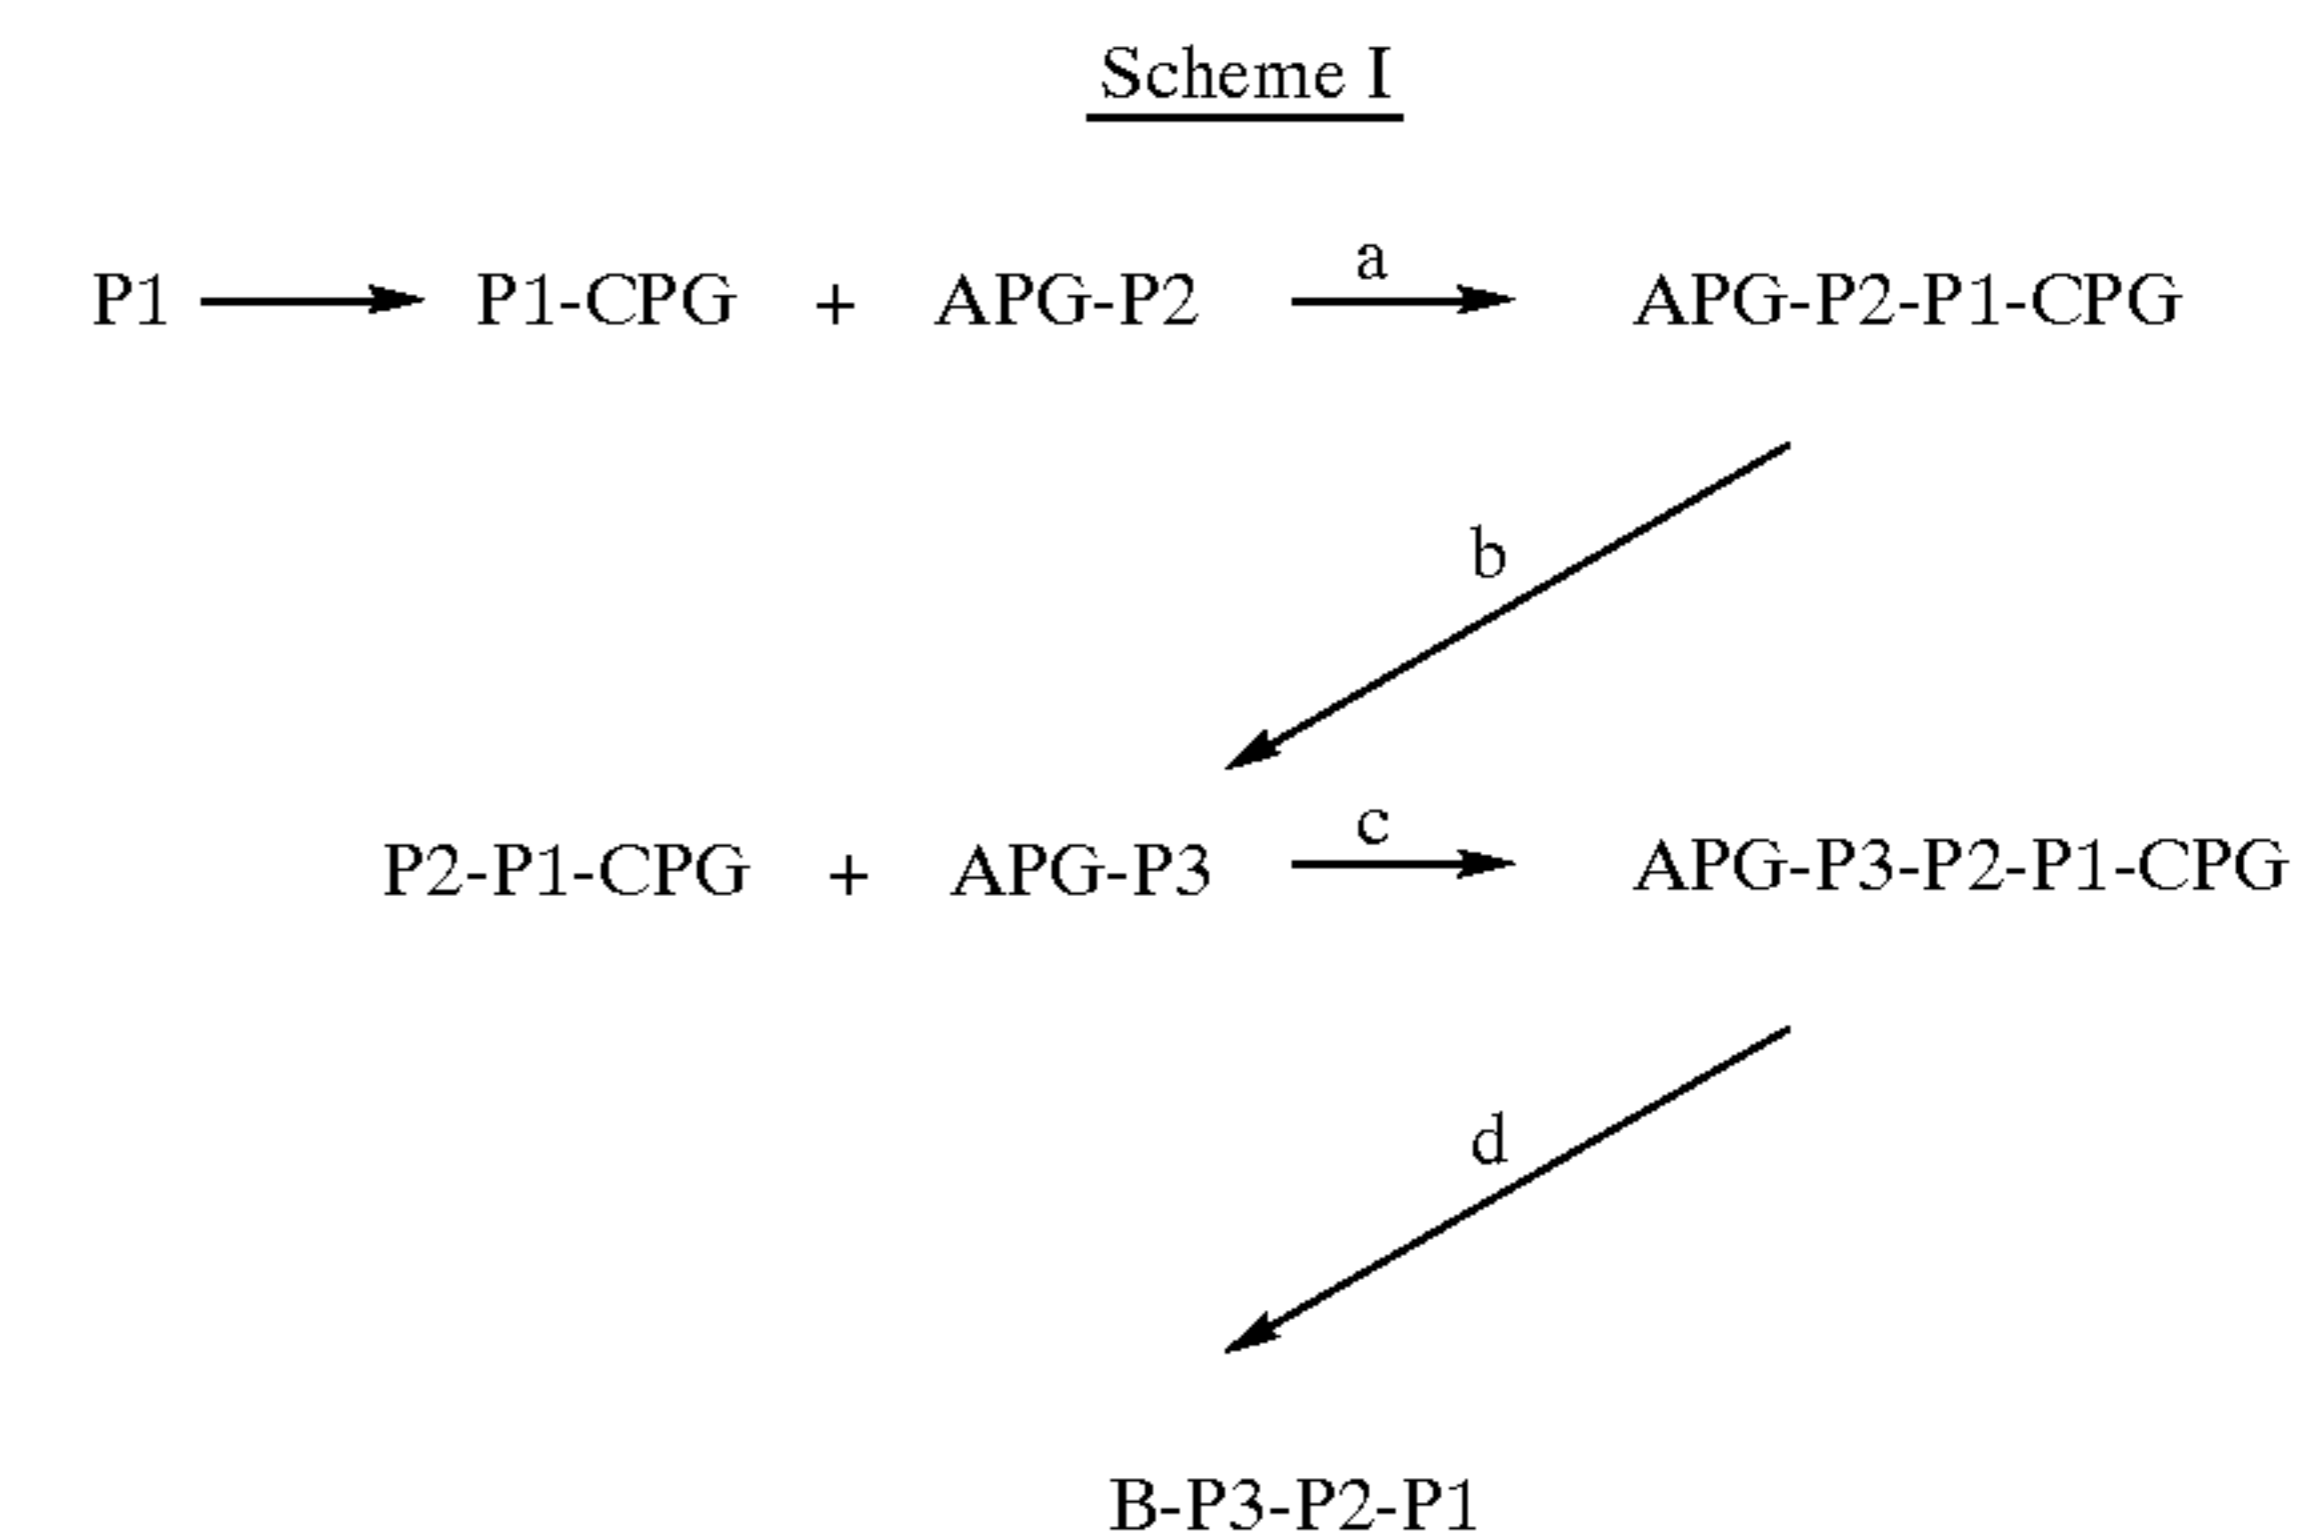 Scheme I
P1 P1-CPG + APG-P2 a APG-P2-P1-CPG
b
P2-P1-CPG + APG-P3 c APG-P3-P2-P1-CPG
d
B-P3-P2-P1